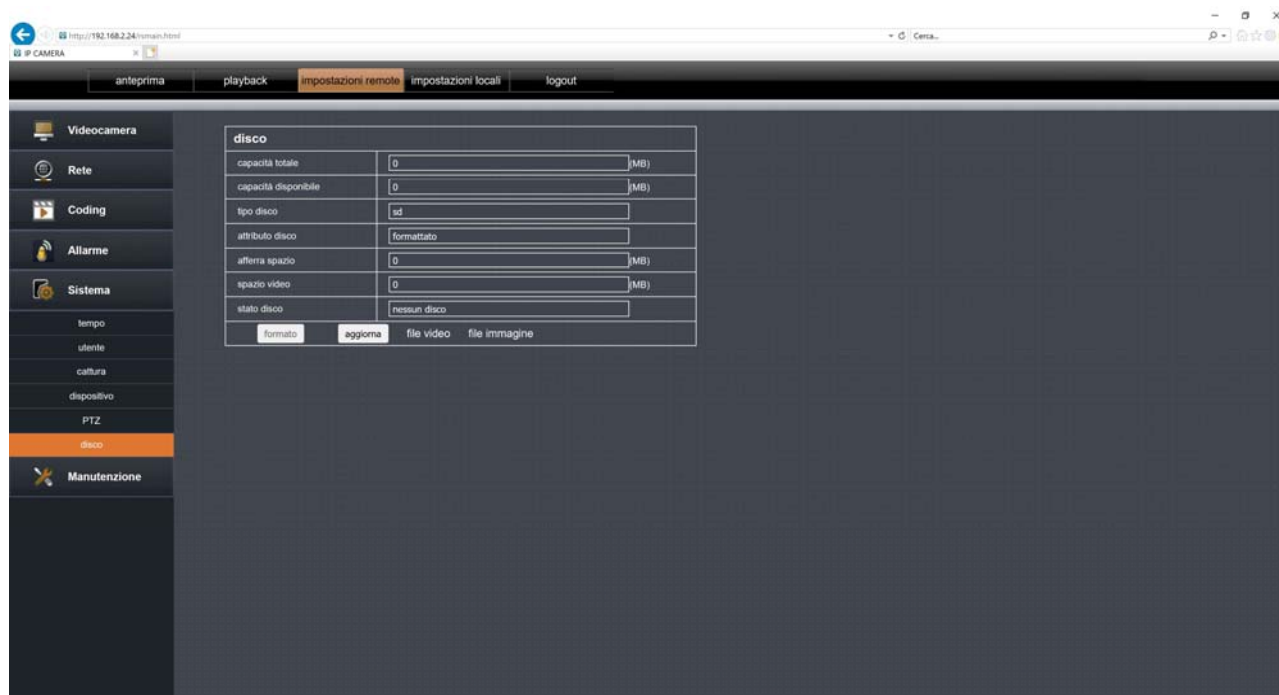 http://192.168.2.24/rsmain.html
Cerca...
IP CAMERA
anteprima playback impostazioni remote impostazioni locali logout
Videocamera
Rete
Coding
Allarme
Sistema
tempo
utente
cattura
dispositivo
PTZ
disco
Manutenzione
disco
capacità totale 0 (MB)
capacità disponibile 0 (MB)
tipo disco sd
attributo disco formattato
afferra spazio 0 (MB)
spazio video 0 (MB)
stato disco nessun disco
formato aggiorna file video file immagine